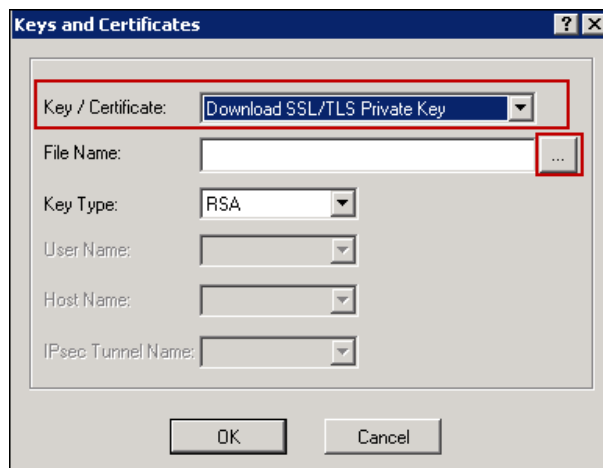 Keys and Certificates ? X
Key / Certificate: Download SSL/TLS Private Key
File Name: ...
Key Type: RSA
User Name:
Host Name:
IPsec Tunnel Name:
OK Cancel